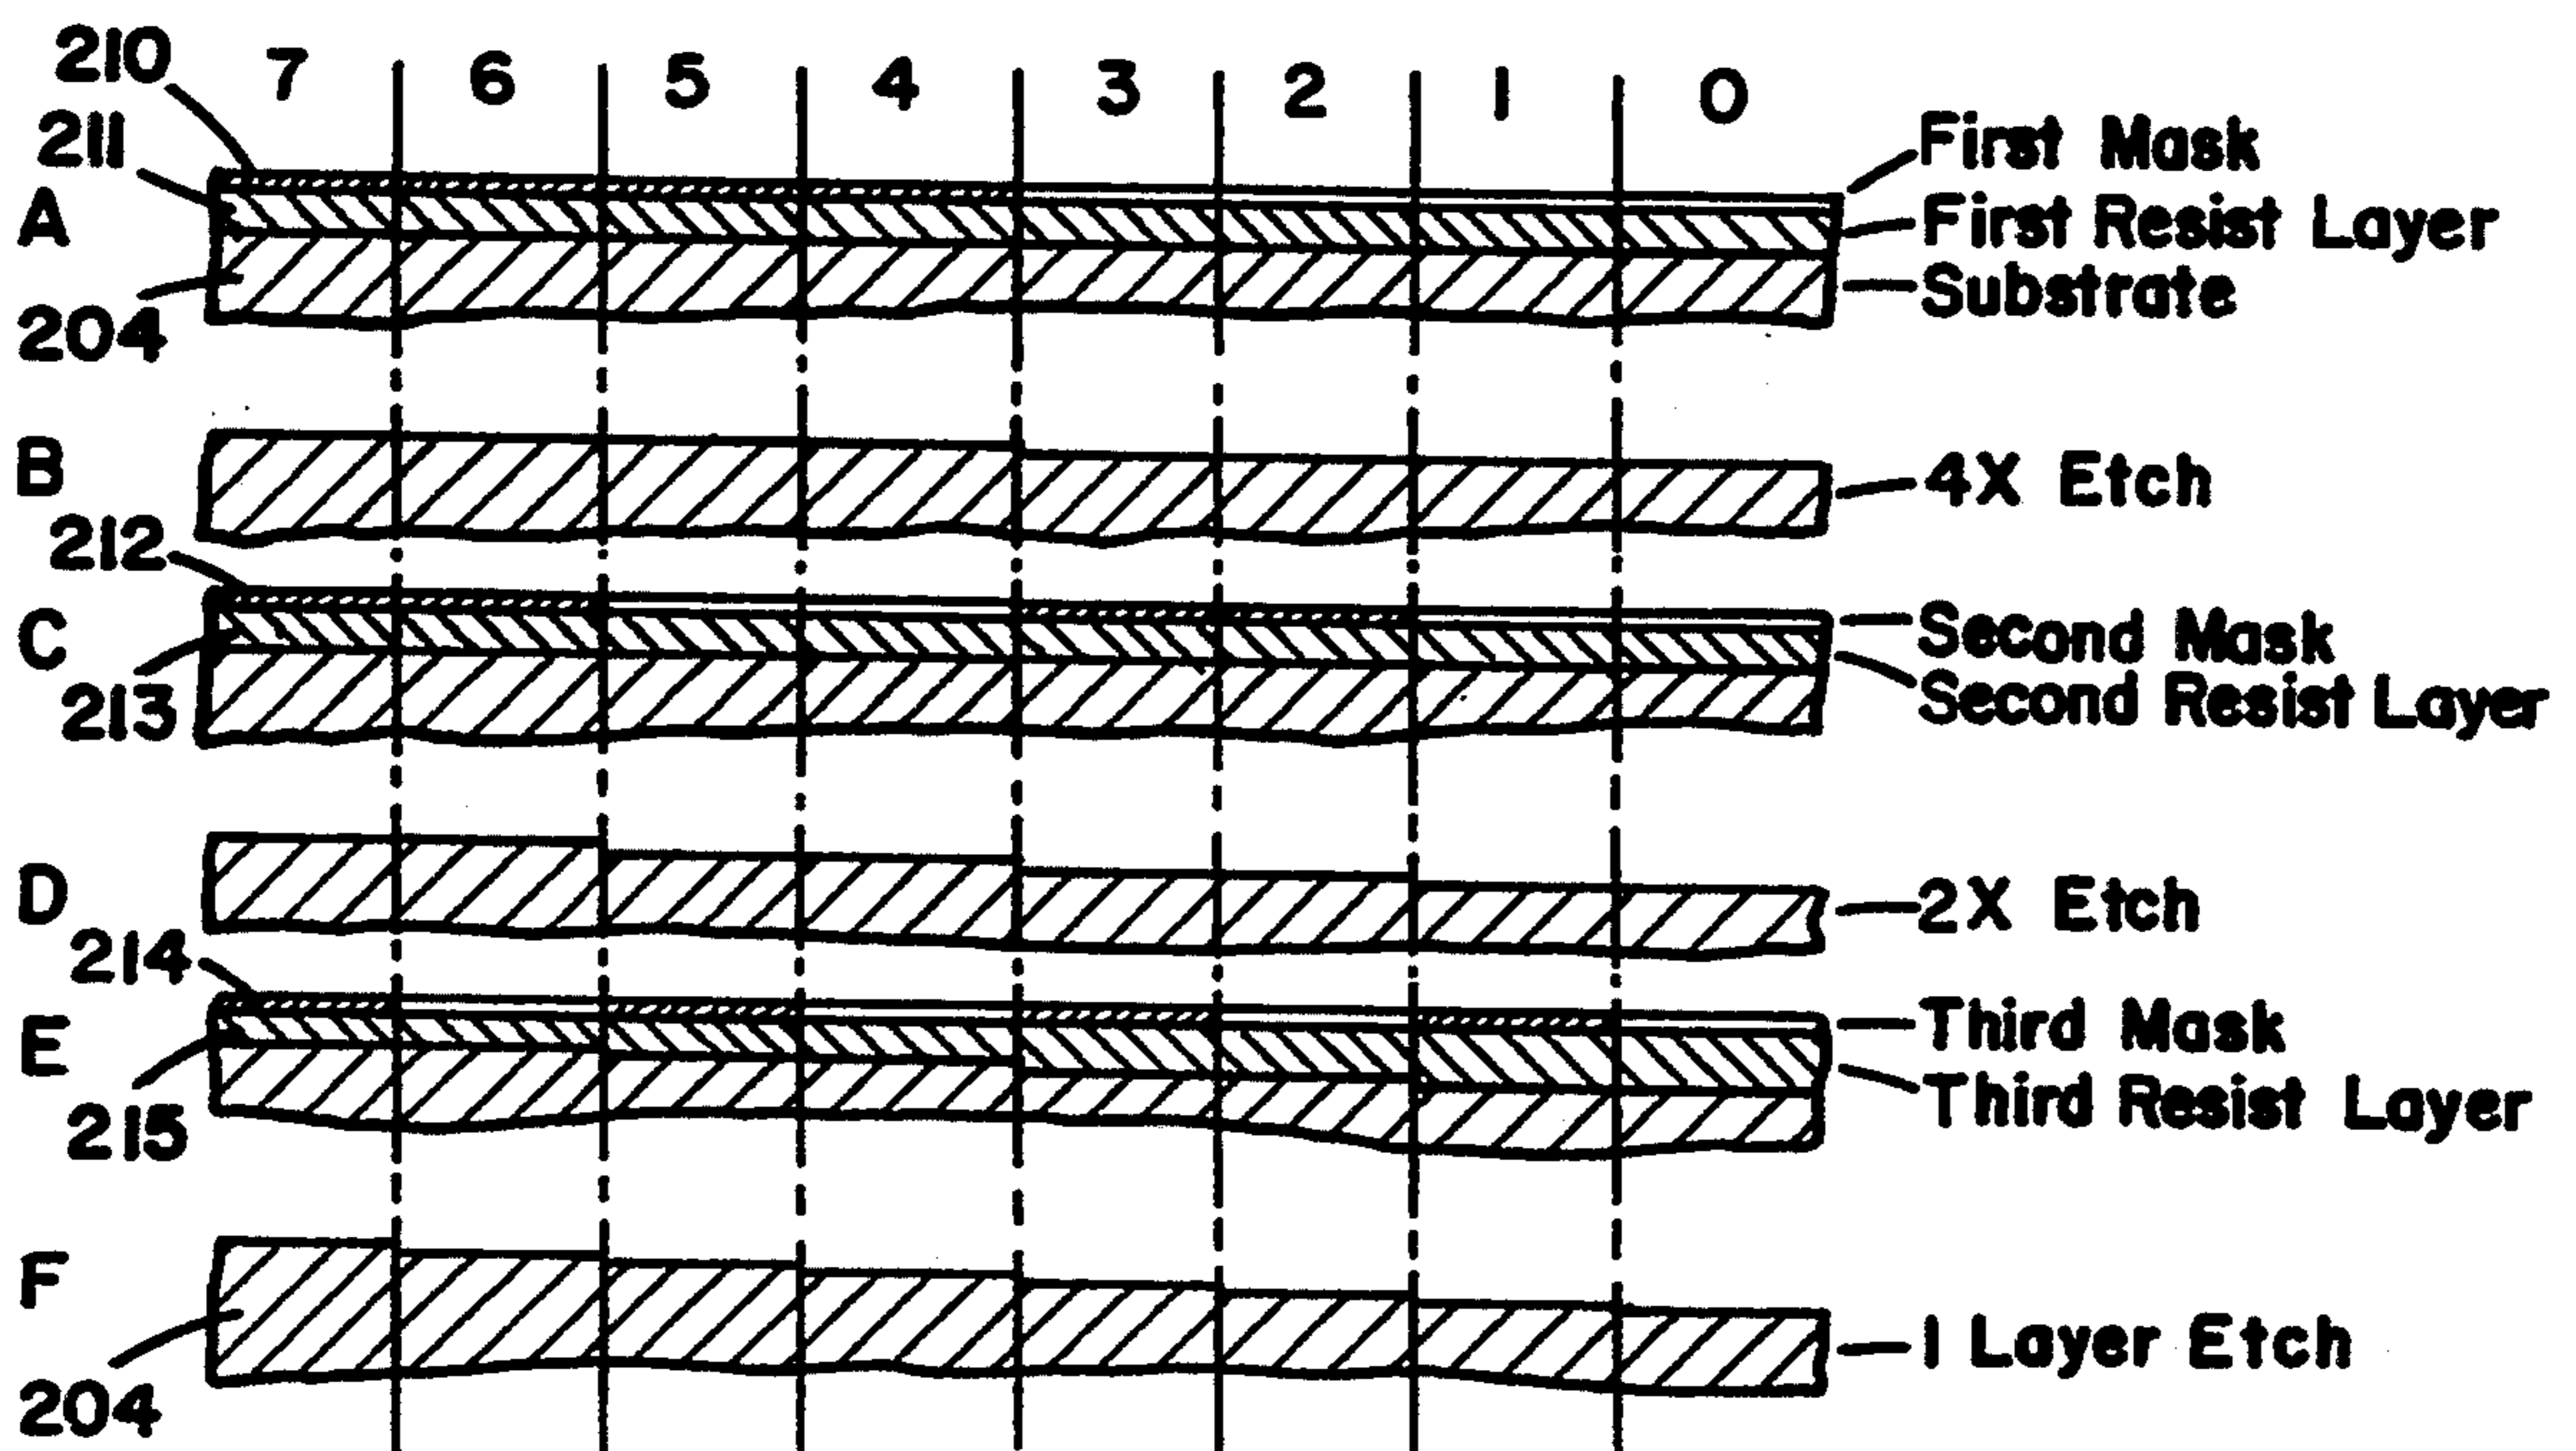 210 7 6 5 4 3 2 1 0
211
First Mask
A
First Resist Layer
Substrate
204
B
4X Etch
212
C
Second Mask
213
Second Resist Layer
D
2X Etch
214
E
Third Mask
215
Third Resist Layer
F
1 Layer Etch
204